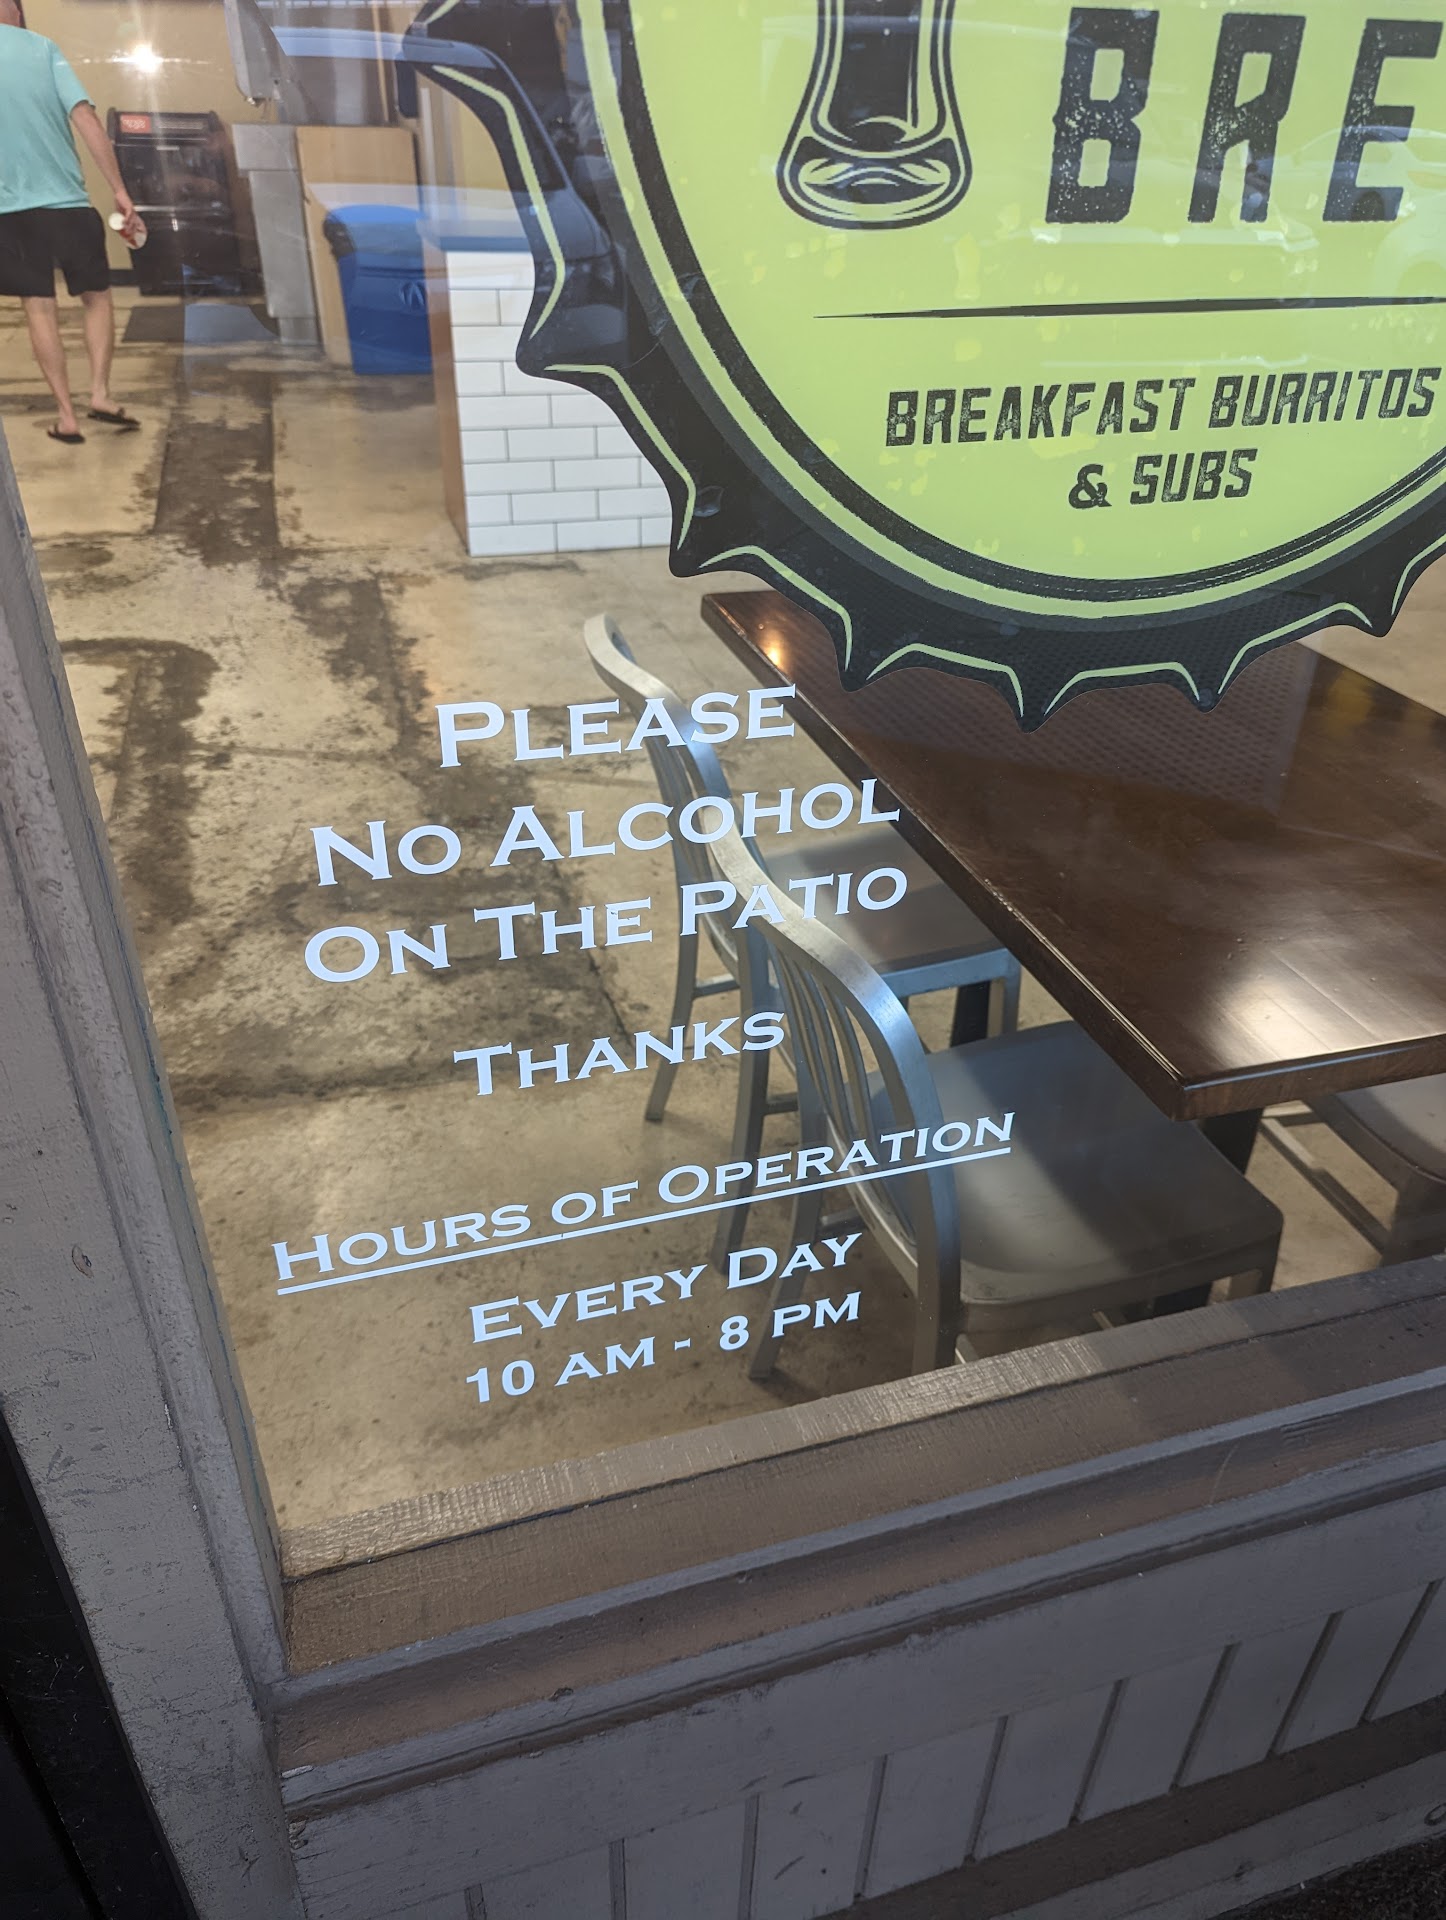 BRE
BREAKFAST BURRITOS
& SUBS
PLEASE
NO ALCOHOL
ON THE PATIO
THANKS
HOURS OF OPERATION
EVERY DAY
10 AM - 8 PM